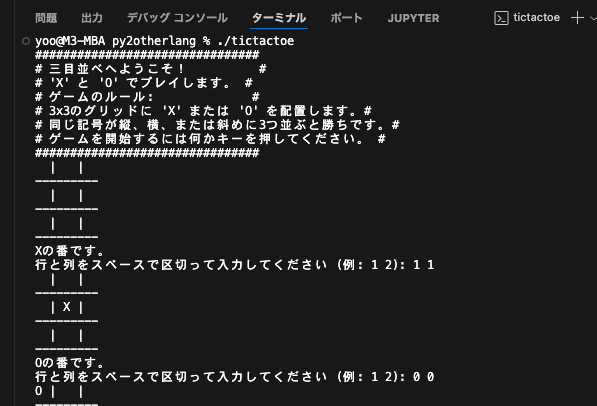 問題 出力 デバッグ コンソール ターミナル ポート JUPYTER tictactoe
yoo@M3-MBA py2otherlang % ./tictactoe
################################
# 三目並べへようこそ！ #
# 'X' と 'O' でプレイします。 #
# ゲームのルール: #
# 3x3のグリッドに 'X' または 'O' を配置します。#
# 同じ記号が縦、横、または斜めに3つ並ぶと勝ちです。#
# ゲームを開始するには何かキーを押してください。 #
################################
| |
---------
| |
---------
| |
---------
Xの番です。
行と列をスペースで区切って入力してください (例: 1 2): 1 1
| |
---------
| X |
---------
| |
---------
Oの番です。
行と列をスペースで区切って入力してください (例: 1 2): 0 0
O | |
---------